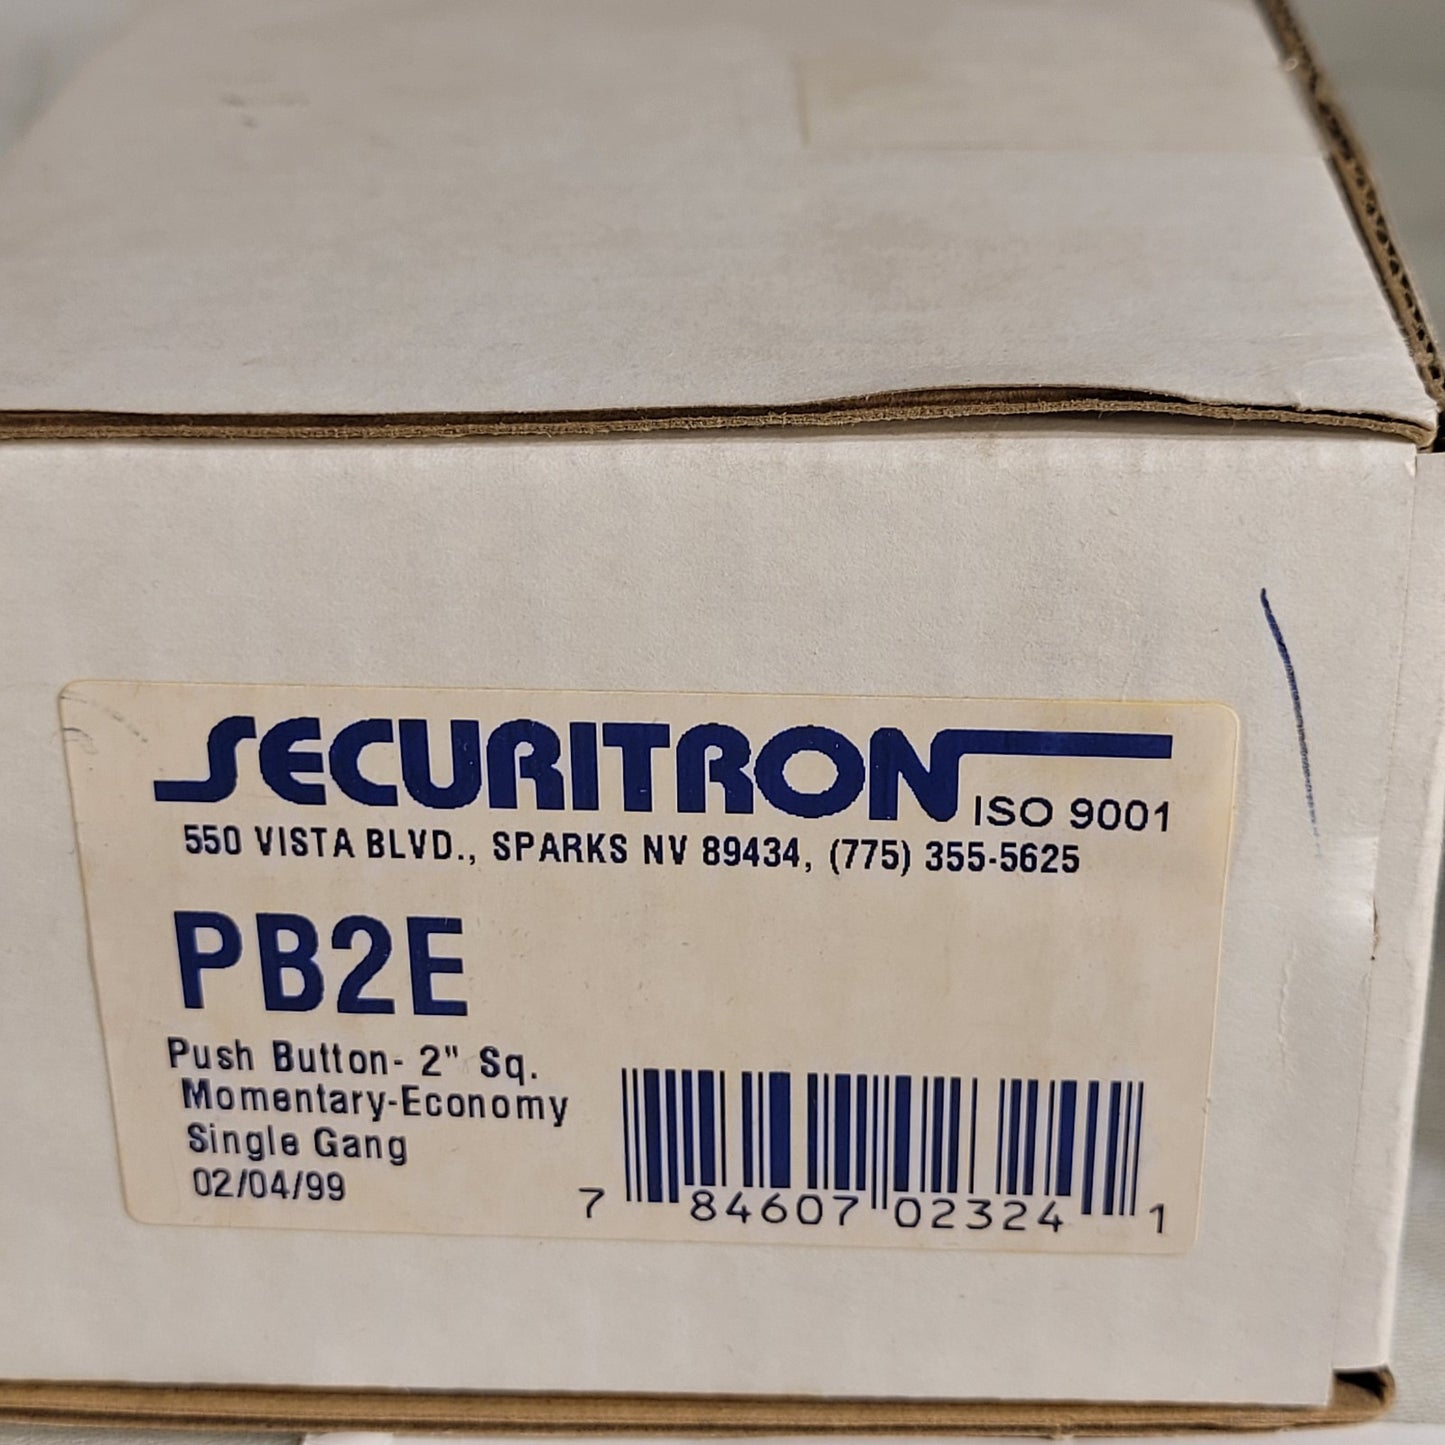 SECURITRON
ISO 9001
550 VISTA BLVD., SPARKS NV 89434, (775) 355-5625
PB2E
Push Button- 2" Sq.
Momentary-Economy
Single Gang
02/04/99
7 84607 02324 1